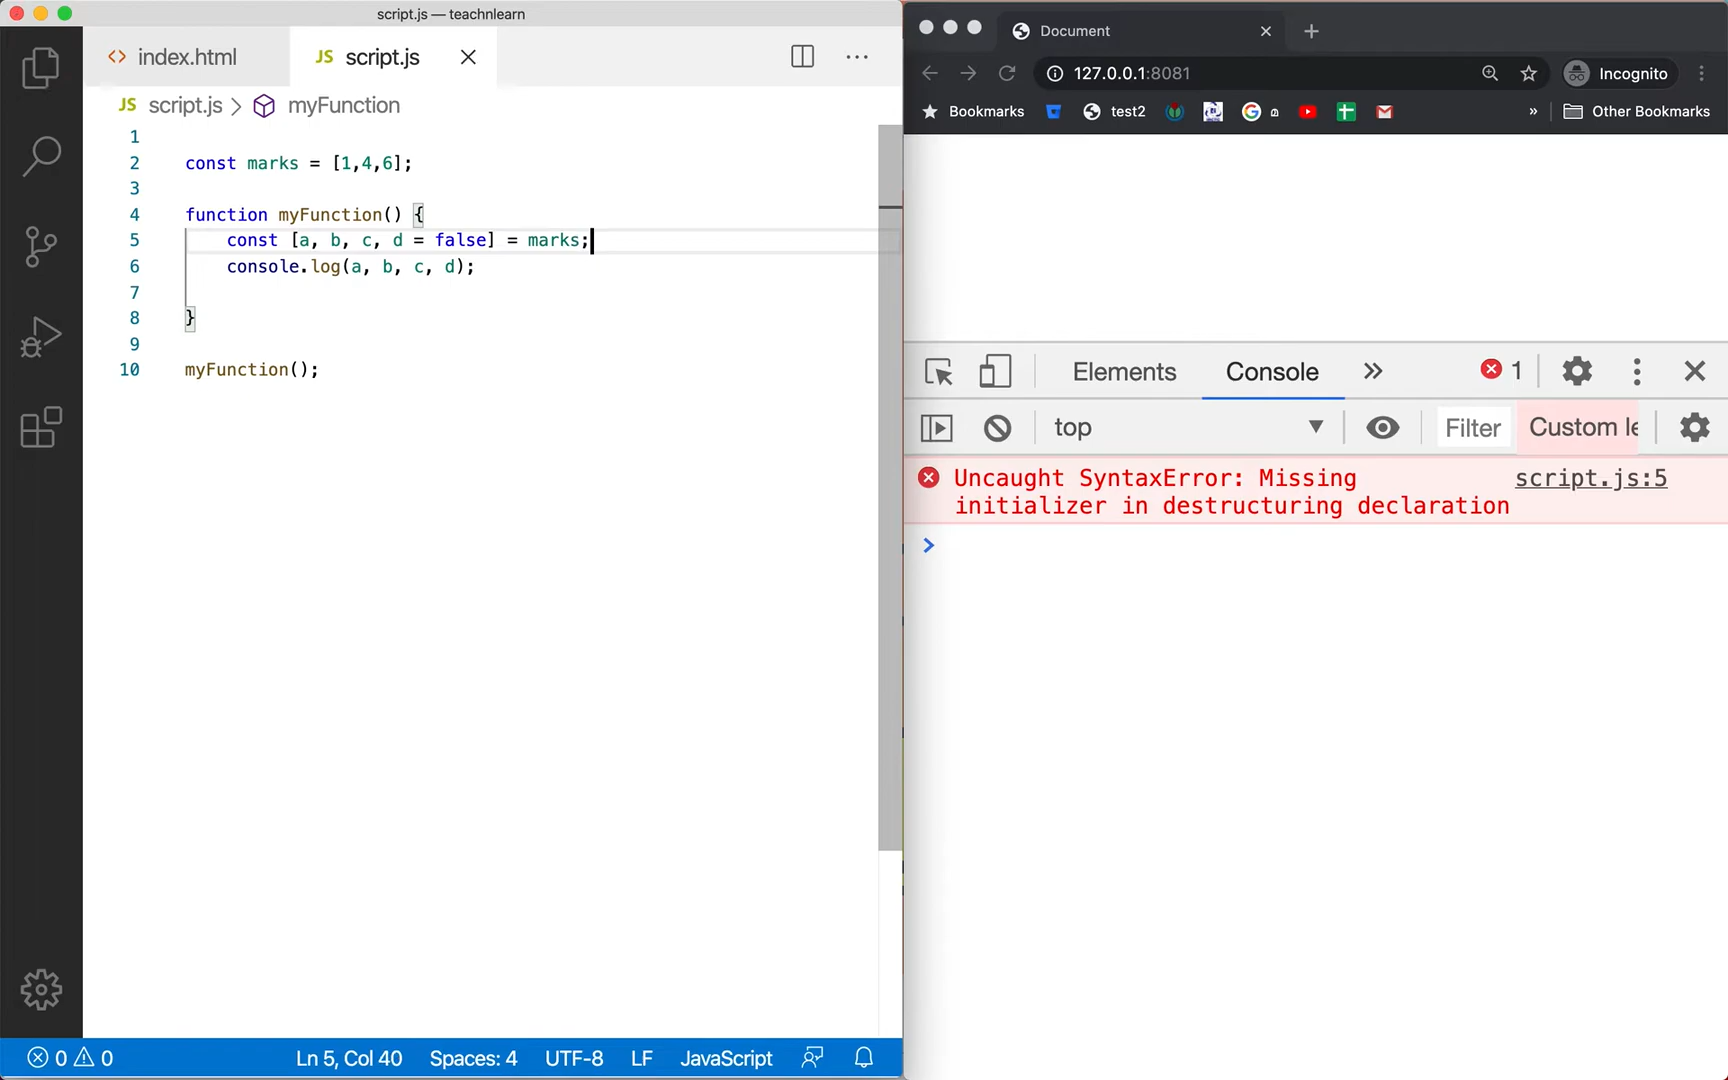 script.js — teachnlearn
index.html
JS script.js
JS script.js > myFunction
1
2 const marks = [1,4,6];
3
4 function myFunction() {
5 const [a, b, c, d = false] = marks;
6 console.log(a, b, c, d);
7
8 }
9
10 myFunction();
0 0 Ln 5, Col 40 Spaces: 4 UTF-8 LF JavaScript
Document
127.0.0.1:8081 Incognito
Bookmarks test2 G » Other Bookmarks
Elements Console 1
top Filter Custom le
Uncaught SyntaxError: Missing script.js:5
initializer in destructuring declaration
>